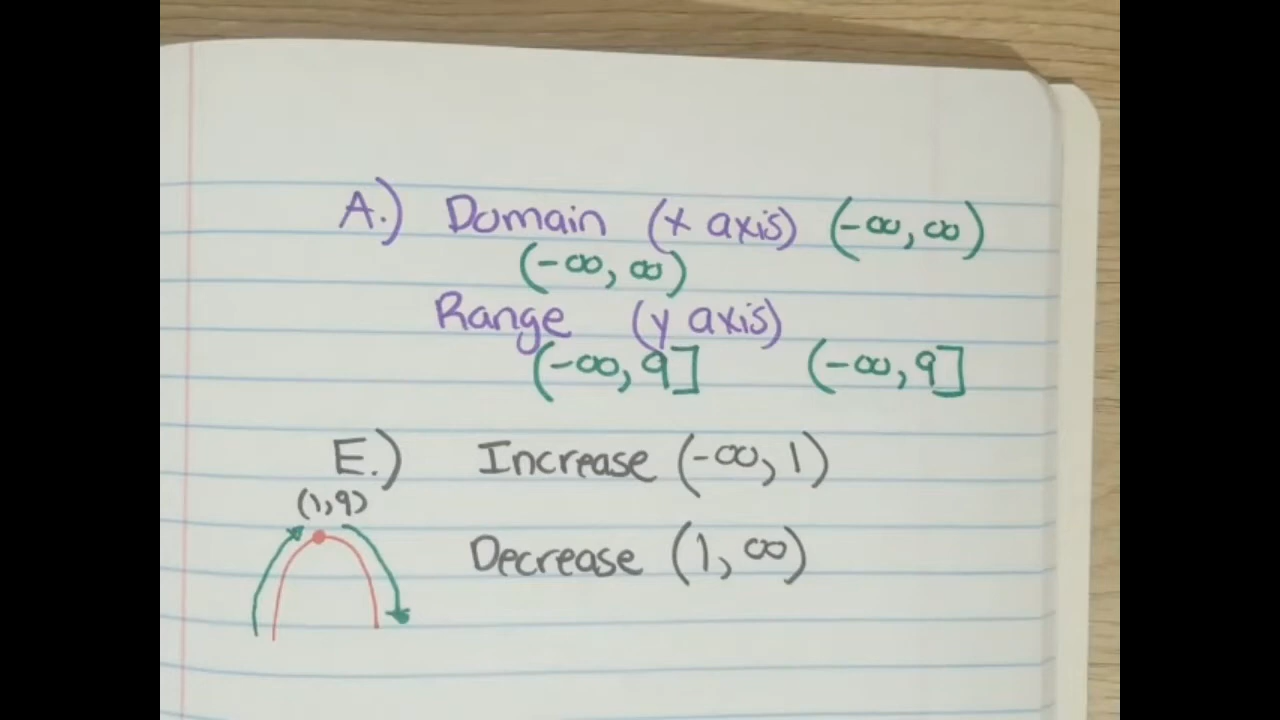 A.) Domain (x axis) (-∞, ∞)
(-∞, ∞)
Range (y axis)
(-∞, 9] (-∞, 9]
E.) Increase (-∞, 1)
(1, 9)
Decrease (1, ∞)